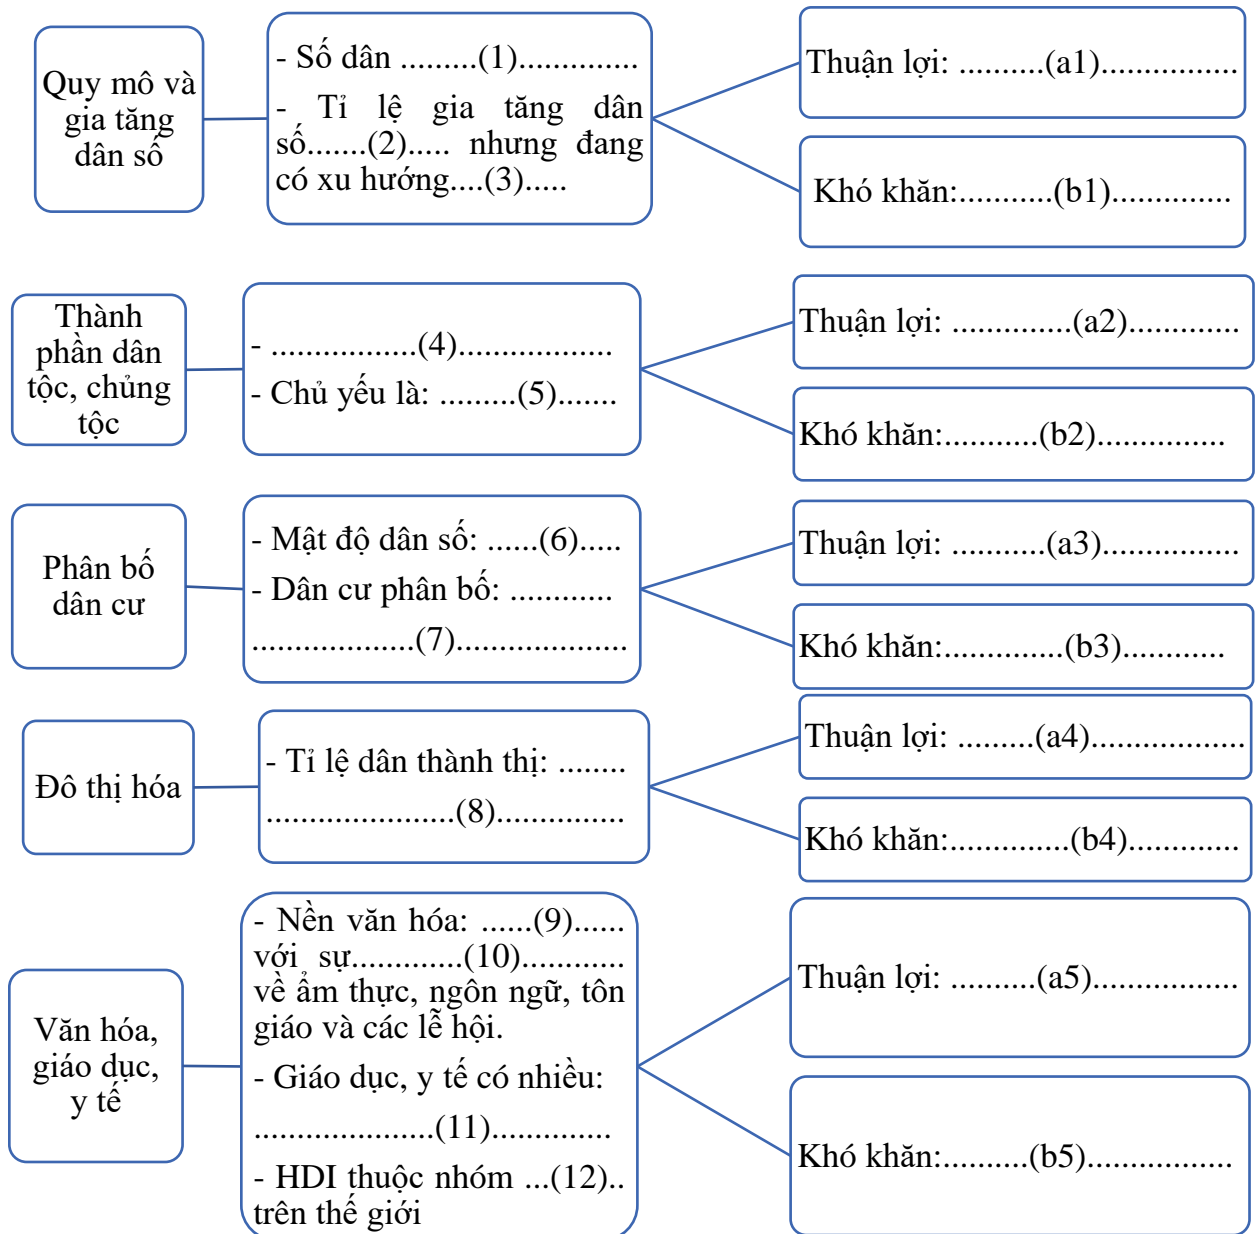 Quy mô và
gia tăng
dân số
- Số dân .........(1)..............
- Tỉ lệ gia tăng dân
số.......(2)..... nhưng đang
có xu hướng....(3).....
Thuận lợi: ..........(a1)................
Khó khăn:...........(b1)..............
Thành
phần dân
tộc, chủng
tộc
- .................(4)..................
- Chủ yếu là: .........(5).......
Thuận lợi: ..............(a2).............
Khó khăn:...........(b2)...............
Phân bố
dân cư
- Mật độ dân số: ......(6).....
- Dân cư phân bố: ............
...................(7)....................
Thuận lợi: ...........(a3)................
Khó khăn:..............(b3)............
Đô thị hóa
- Tỉ lệ dân thành thị: ........
......................(8)...............
Thuận lợi: .........(a4)..................
Khó khăn:..............(b4).............
Văn hóa,
giáo dục,
y tế
- Nền văn hóa: ......(9)......
với sự.............(10)............
về ẩm thực, ngôn ngữ, tôn
giáo và các lễ hội.
- Giáo dục, y tế có nhiều:
.....................(11)..............
- HDI thuộc nhóm ...(12)..
trên thế giới
Thuận lợi: ..........(a5).................
Khó khăn:..........(b5).................